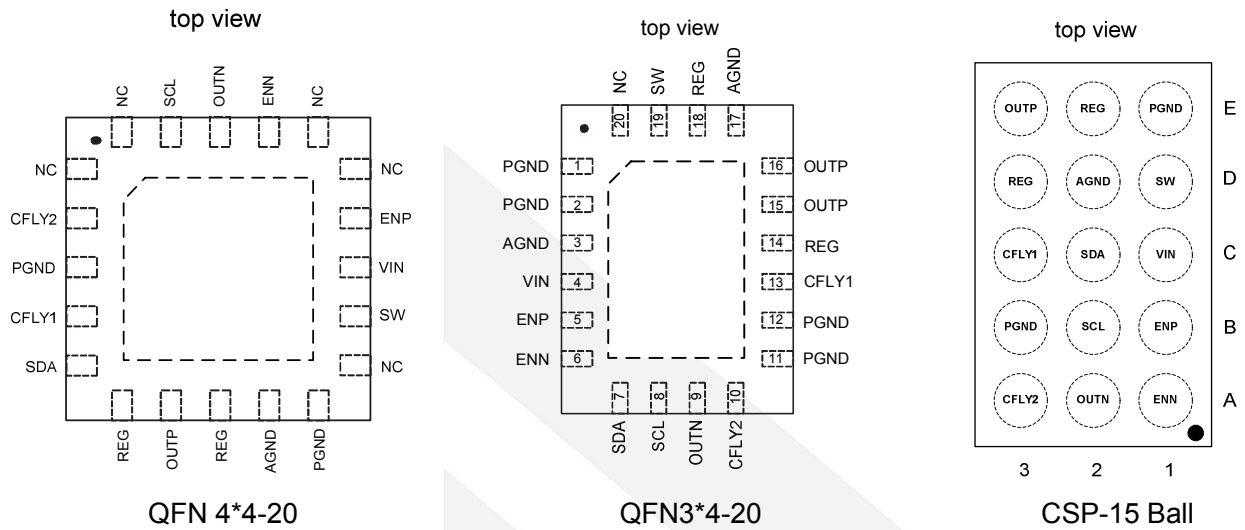 top view
NC
SCL
OUTN
ENN
NC
NC
CFLY2
PGND
CFLY1
SDA
NC
ENP
VIN
SW
NC
REG
OUTP
REG
AGND
PGND
QFN 4*4-20
top view
NC
SW
REG
AGND
20
19
18
17
PGND 1
PGND 2
AGND 3
VIN 4
ENP 5
ENN 6
16 OUTP
15 OUTP
14 REG
13 CFLY1
12 PGND
11 PGND
7
8
9
10
SDA
SCL
OUTN
CFLY2
QFN3*4-20
top view
OUTP REG PGND E
REG AGND SW D
CFLY1 SDA VIN C
PGND SCL ENP B
CFLY2 OUTN ENN A
3 2 1
CSP-15 Ball